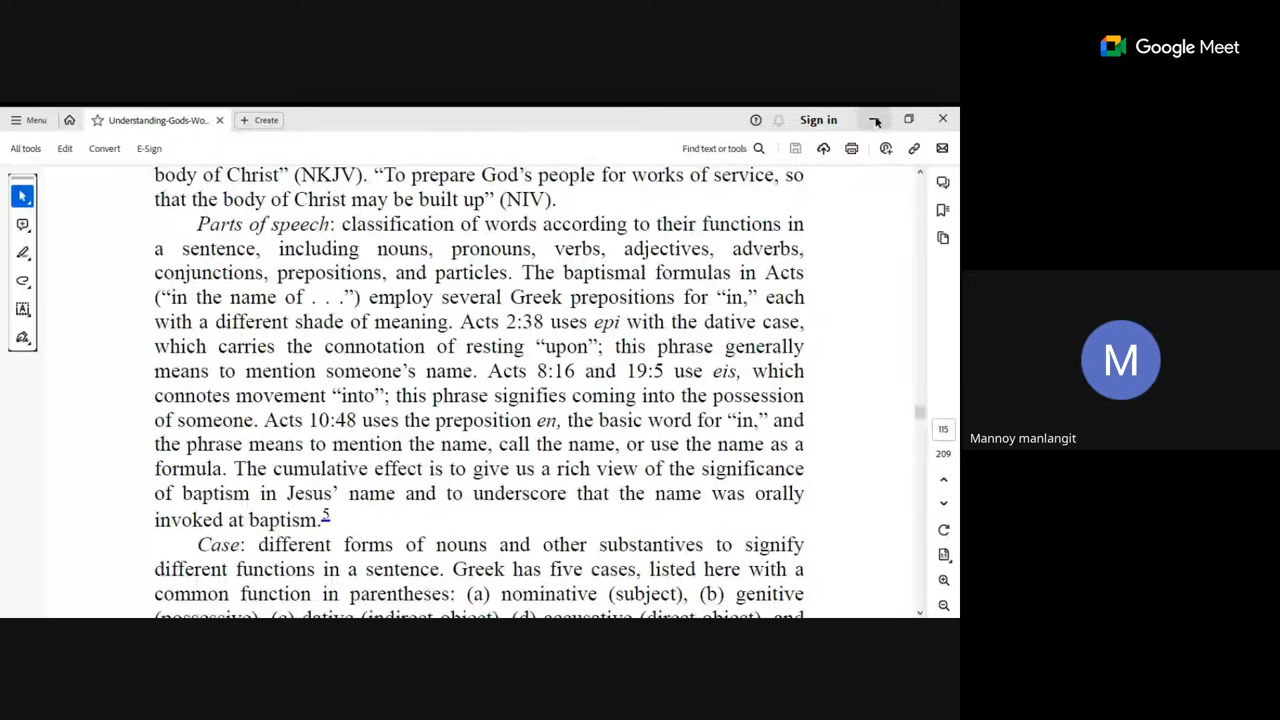 Google Meet
Menu
Understanding-Gods-Wo...
Create
Sign in
All tools
Edit
Convert
E-Sign
Find text or tools
body of Christ” (NKJV). “To prepare God’s people for works of service, so
that the body of Christ may be built up” (NIV).
Parts of speech: classification of words according to their functions in
a sentence, including nouns, pronouns, verbs, adjectives, adverbs,
conjunctions, prepositions, and particles. The baptismal formulas in Acts
(“in the name of . . .”) employ several Greek prepositions for “in,” each
with a different shade of meaning. Acts 2:38 uses epi with the dative case,
which carries the connotation of resting “upon”; this phrase generally
means to mention someone’s name. Acts 8:16 and 19:5 use eis, which
connotes movement “into”; this phrase signifies coming into the possession
of someone. Acts 10:48 uses the preposition en, the basic word for “in,” and
the phrase means to mention the name, call the name, or use the name as a
formula. The cumulative effect is to give us a rich view of the significance
of baptism in Jesus’ name and to underscore that the name was orally
invoked at baptism.5
Case: different forms of nouns and other substantives to signify
different functions in a sentence. Greek has five cases, listed here with a
common function in parentheses: (a) nominative (subject), (b) genitive
(possessive), (c) dative (indirect object), (d) accusative (direct object), and
115
209
M
Mannoy manlangit